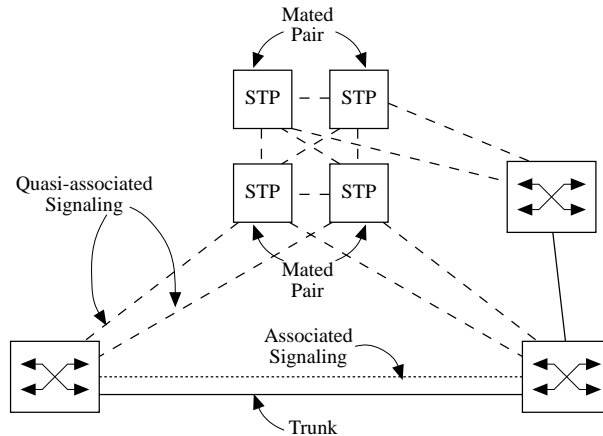 Mated
Pair
STP
STP
STP
STP
Quasi-associated
Signaling
Mated
Pair
Associated
Signaling
Trunk